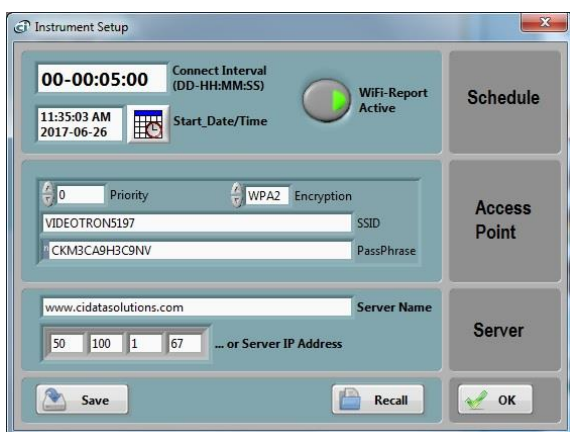 Instrument Setup
00-00:05:00
Connect Interval
(DD-HH:MM:SS)
WiFi-Report
Active
Schedule
11:35:03 AM
2017-06-26
Start_Date/Time
0
Priority
WPA2
Encryption
VIDEOTRON5197
SSID
CKM3CA9H3C9NV
PassPhrase
Access
Point
www.cidatasolutions.com
Server Name
50 100 1 67
... or Server IP Address
Server
Save
Recall
OK